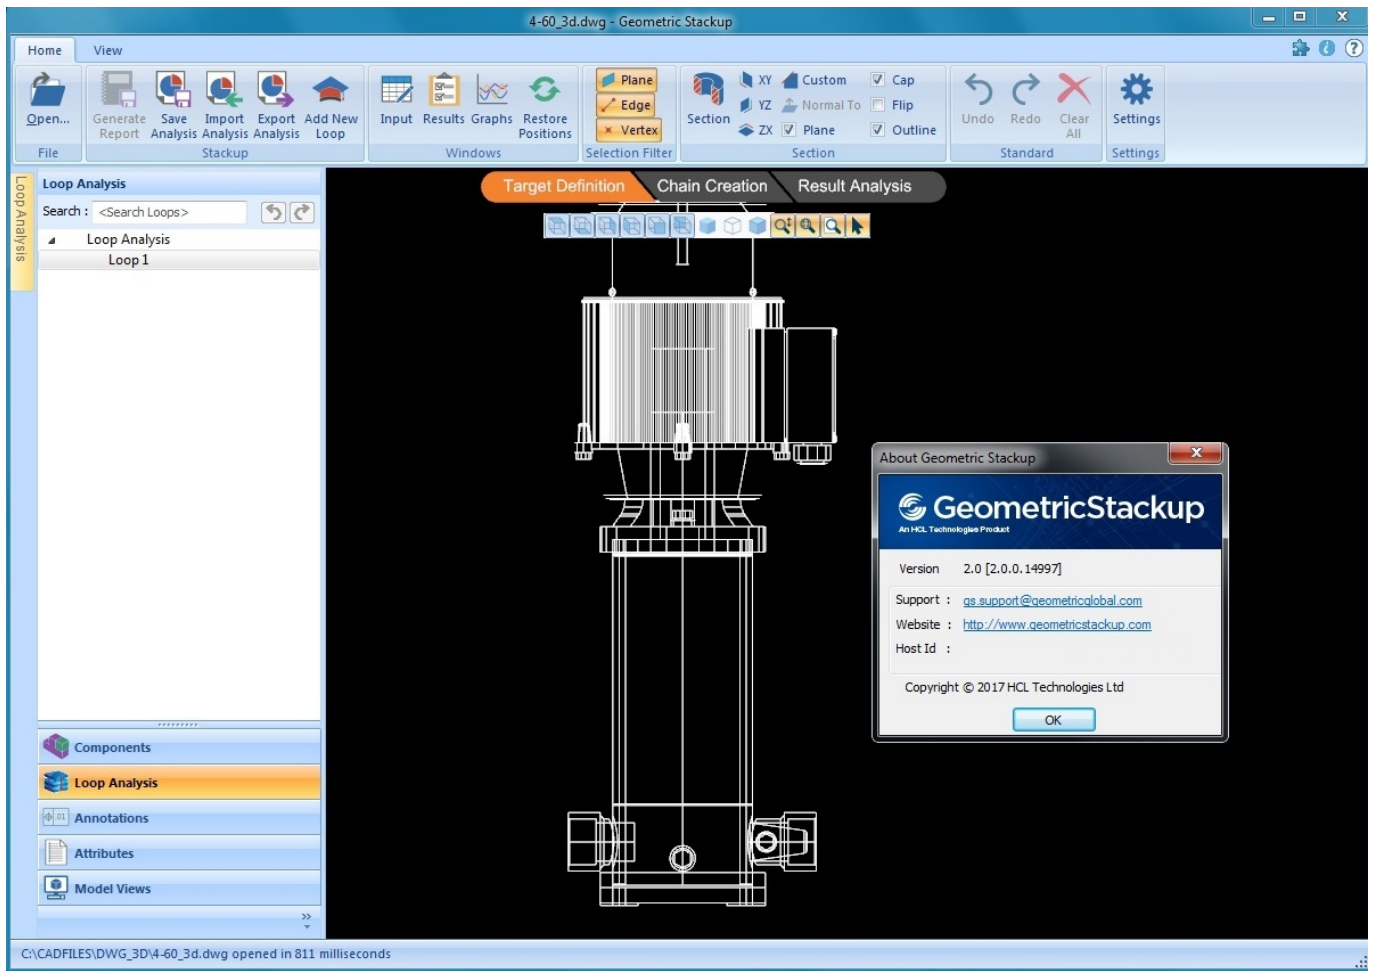 4-60_3d.dwg - Geometric Stackup
Home View
Open... Generate Report Save Analysis Import Analysis Export Analysis Add New Loop Input Results Graphs Restore Positions Plane Edge Vertex Section XY YZ ZX Custom Normal To Plane Cap Flip Outline Undo Redo Clear All Settings
File Stackup Windows Selection Filter Section Standard Settings
Loop Analysis
Loop Analysis
Target Definition Chain Creation Result Analysis
Search : <Search Loops>
Loop Analysis
Loop 1
About Geometric Stackup
GeometricStackup
An HCL Technologies Product
Version 2.0 [2.0.0.14997]
Support : gs.support@geometricglobal.com
Website : http://www.geometricstackup.com
Host Id :
Copyright © 2017 HCL Technologies Ltd
OK
Components
Loop Analysis
Annotations
Attributes
Model Views
C:\CADFILES\DWG_3D\4-60_3d.dwg opened in 811 milliseconds